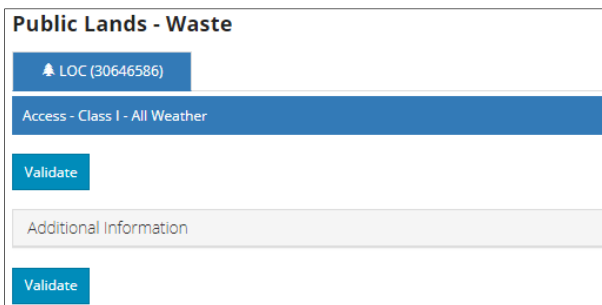 Public Lands - Waste
LOC (30646586)
Access - Class I - All Weather
Validate
Additional Information
Validate